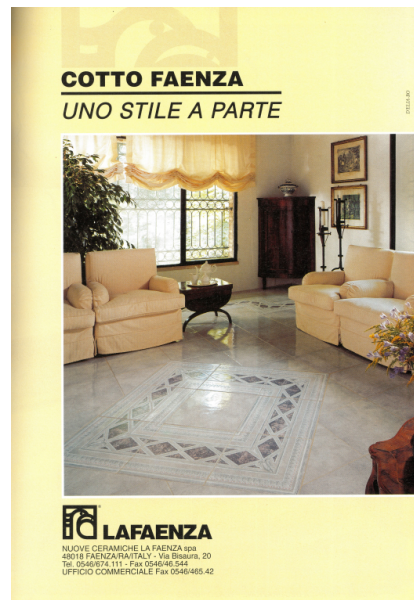 COTTO FAENZA
UNO STILE A PARTE
LAFAENZA
NUOVE CERAMICHE LA FAENZA spa
48018 FAENZA/RA/ITALY - Via Bisaura, 20
Tel. 0546/674.111 - Fax 0546/46.544
UFFICIO COMMERCIALE Fax 0546/465.42